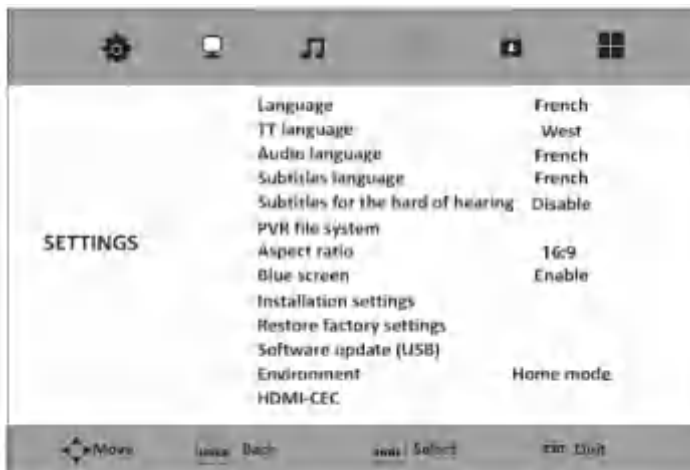 Language French
TT language West
Audio language French
Subtitles language French
Subtitles for the hard of hearing Disable
PVR file system
SETTINGS
Aspect ratio 16:9
Blue screen Enable
Installation settings
Restore factory settings
Software update (USB)
Environment Home mode
HDMI-CEC
Move Back Select EXIT Quit